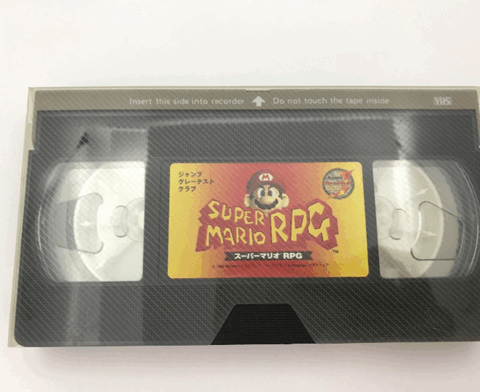 Insert this side into recorder ↑ Do not touch the tape inside
VHS
ジャンプ
グレーテスト
クラブ
SUPER
MARIO RPG
TM
スーパーマリオ RPG